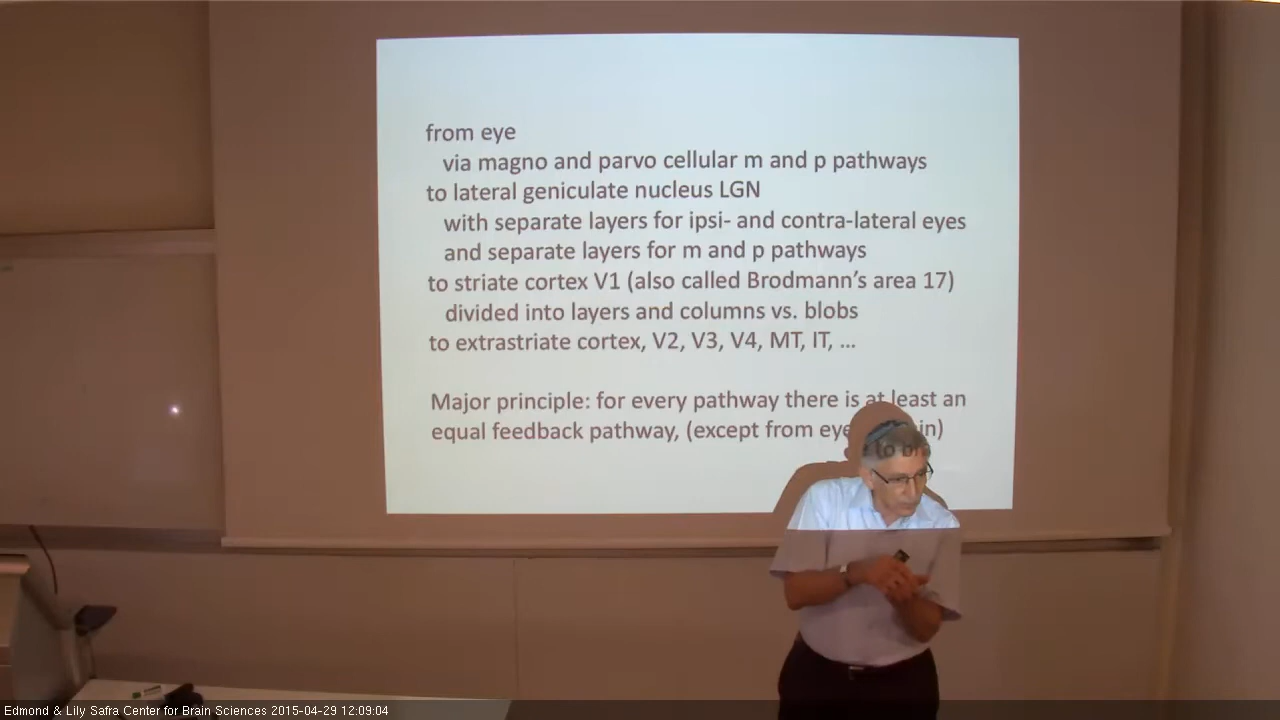 from eye
via magno and parvo cellular m and p pathways
to lateral geniculate nucleus LGN
with separate layers for ipsi- and contra-lateral eyes
and separate layers for m and p pathways
to striate cortex V1 (also called Brodmann's area 17)
divided into layers and columns vs. blobs
to extrastriate cortex, V2, V3, V4, MT, IT, ...
Major principle: for every pathway there is at least an
equal feedback pathway, (except from eye to brain)
Edmond & Lily Safra Center for Brain Sciences 2015-04-29 12:09:04